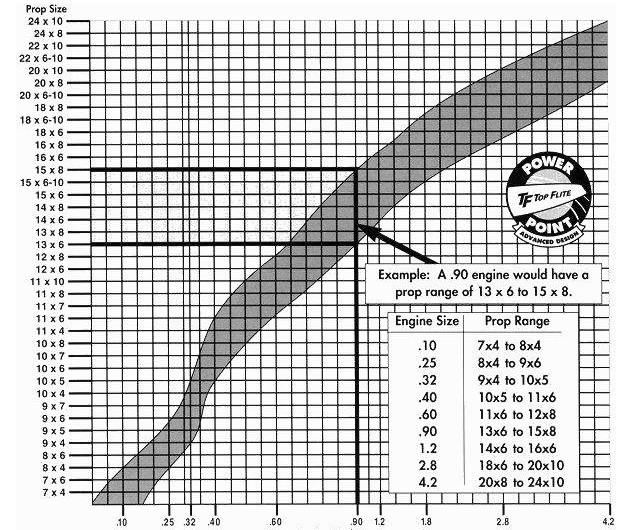 Prop Size
24 x 10
24 x 8
22 x 10
22 x 6-10
20 x 10
20 x 8
20 x 6-10
18 x 8
18 x 6-10
18 x 6
16 x 8
16 x 6
15 x 8
15 x 6-10
15 x 6
14 x 8
14 x 6
13 x 8
13 x 6
12 x 8
12 x 6
11 x 10
11 x 8
11 x 7
11 x 6
11 x 4
10 x 8
10 x 7
10 x 6
10 x 5
10 x 4
9 x 7
9 x 6
9 x 5
9 x 4
8 x 6
8 x 4
7 x 6
7 x 4
POWER
TF TOP FLITE
POINT
ADVANCED DESIGN
Example: A .90 engine would have a
prop range of 13 x 6 to 15 x 8.
Engine Size Prop Range
.10 7x4 to 8x4
.25 8x4 to 9x6
.32 9x4 to 10x5
.40 10x5 to 11x6
.60 11x6 to 12x8
.90 13x6 to 15x8
1.2 14x6 to 16x6
2.8 18x6 to 20x10
4.2 20x8 to 24x10
.10 .25 .32 .40 .60 .90 1.2 1.8 2.8 4.2